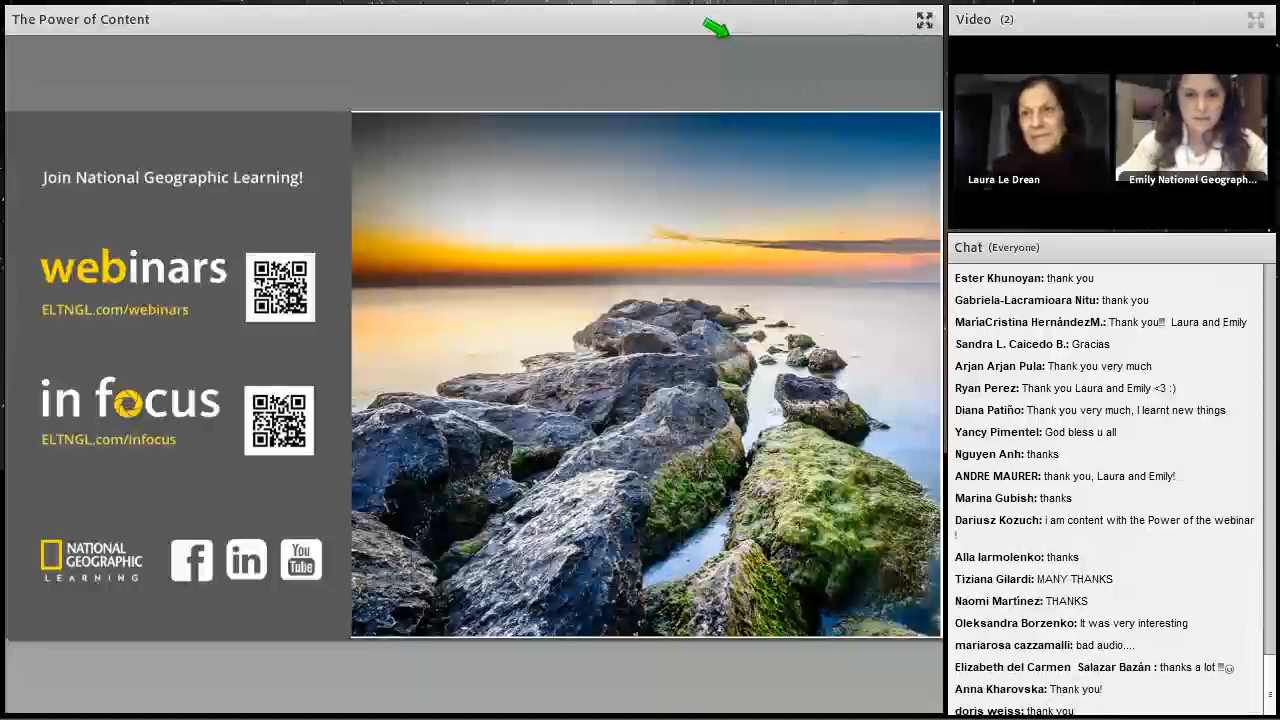 The Power of Content
Join National Geographic Learning!
webinars
ELTNGL.com/webinars
in focus
ELTNGL.com/infocus
NATIONAL
GEOGRAPHIC
LEARNING
f
in
You
Tube
Video (2)
Laura Le Drean
Emily National Geograph...
Chat (Everyone)
Ester Khunoyan: thank you
Gabriela-Lacramioara Nitu: thank you
MaríaCristina HernándezM.: Thank you!!! Laura and Emily
Sandra L. Caicedo B.: Gracias
Arjan Arjan Pula: Thank you very much
Ryan Perez: Thank you Laura and Emily <3 :)
Diana Patiño: Thank you very much, I learnt new things
Yancy Pimentel: God bless u all
Nguyen Anh: thanks
ANDRE MAURER: thank you, Laura and Emily!
Marina Gubish: thanks
Dariusz Kozuch: i am content with the Power of the webinar
!
Alla Iarmolenko: thanks
Tiziana Gilardi: MANY THANKS
Naomi Martínez: THANKS
Oleksandra Borzenko: It was very interesting
mariarosa cazzamalli: bad audio....
Elizabeth del Carmen Salazar Bazán : thanks a lot !!!☺
Anna Kharovska: Thank you!
doris weiss: thank you